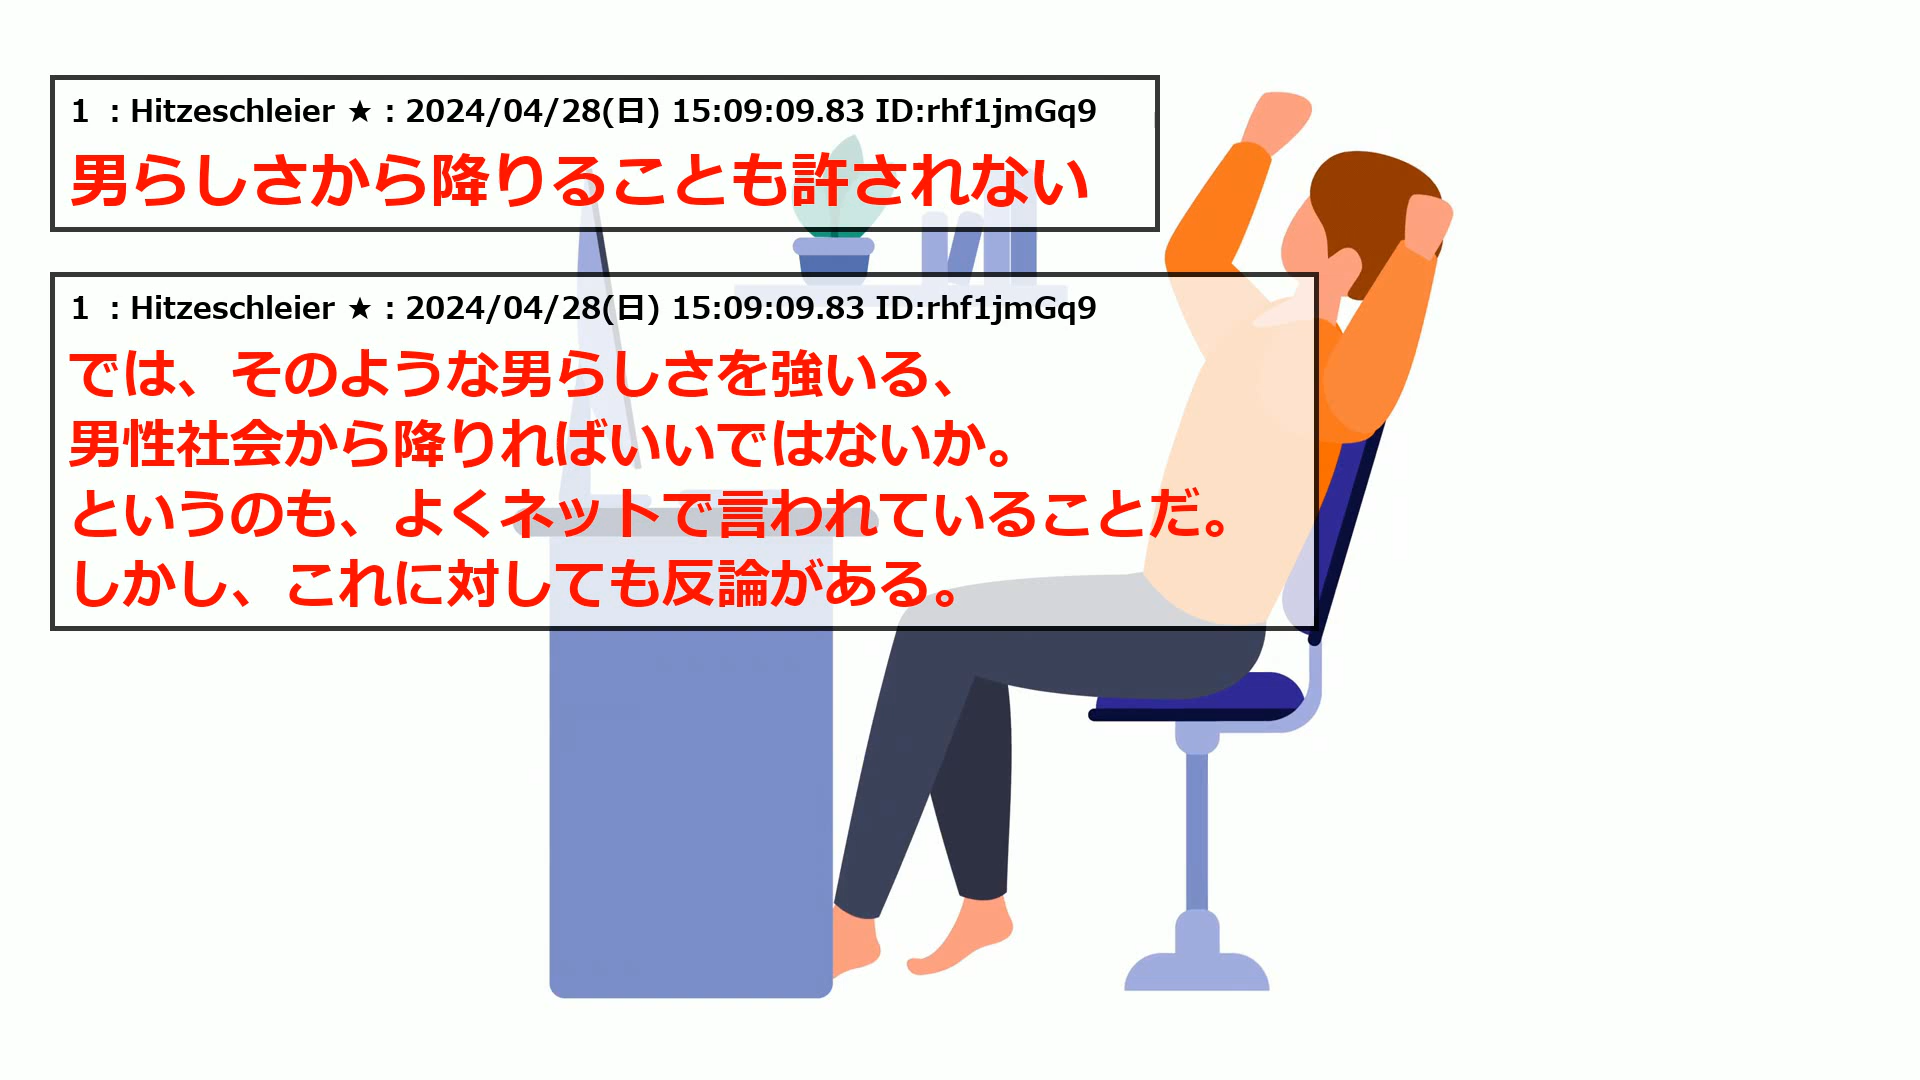 1 : Hitzeschleier ★ : 2024/04/28(日) 15:09:09.83 ID:rhf1jmGq9
男らしさから降りることも許されない
1 : Hitzeschleier ★ : 2024/04/28(日) 15:09:09.83 ID:rhf1jmGq9
では、そのような男らしさを強いる、
男性社会から降りればいいではないか。
というのも、よくネットで言われていることだ。
しかし、これに対しても反論がある。